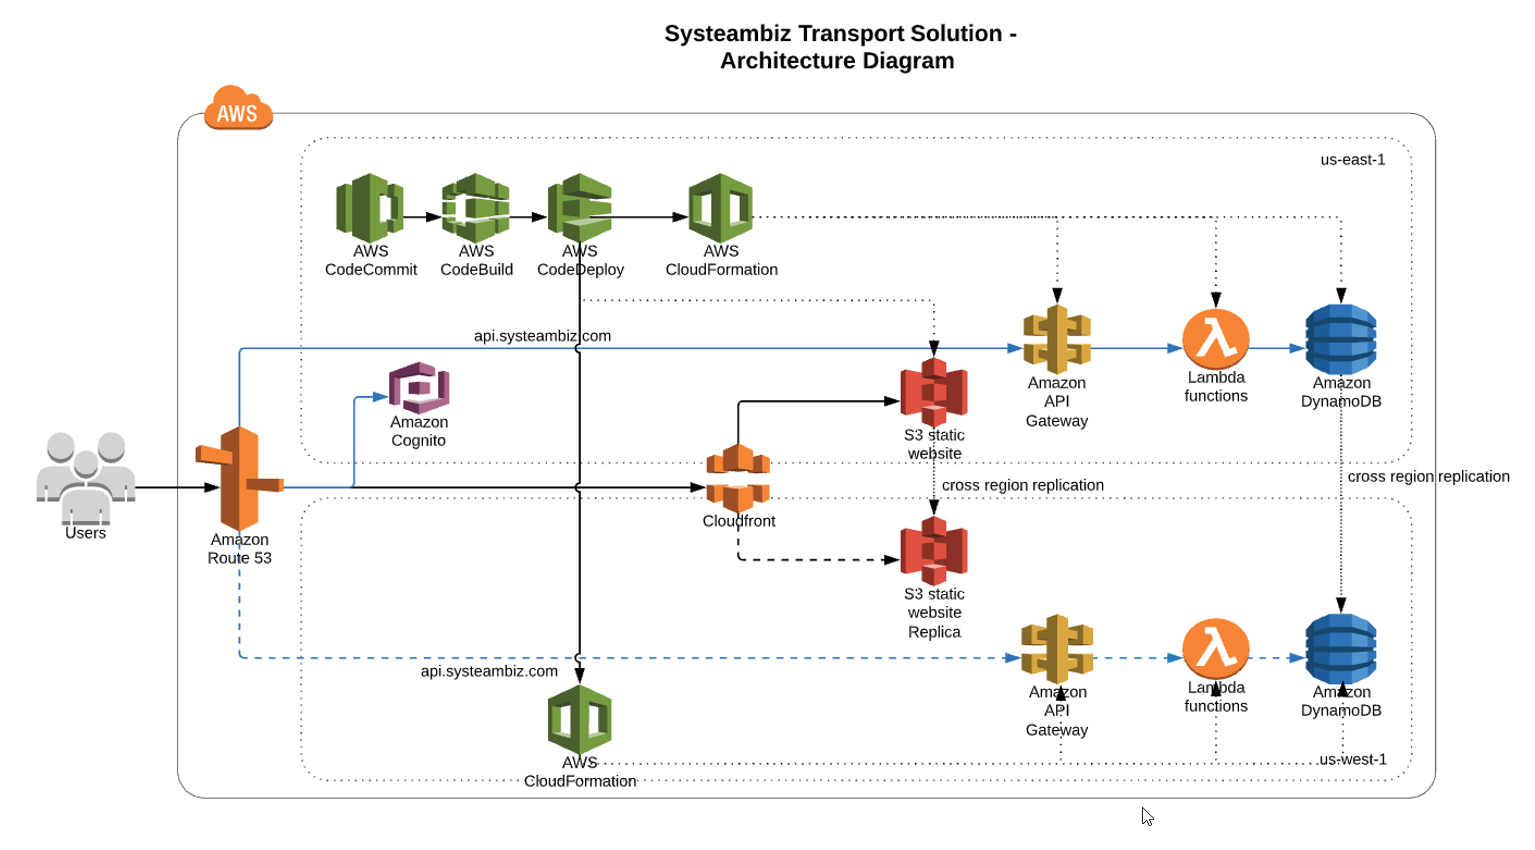 Systeambiz Transport Solution -
Architecture Diagram
AWS
us-east-1
AWS
CodeCommit
AWS
CodeBuild
AWS
CodeDeploy
AWS
CloudFormation
api.systeambiz.com
Amazon
Cognito
S3 static
website
Amazon
API
Gateway
Lambda
functions
Amazon
DynamoDB
cross region replication
cross region replication
Users
Amazon
Route 53
Cloudfront
S3 static
website
Replica
api.systeambiz.com
Amazon
API
Gateway
Lambda
functions
Amazon
DynamoDB
AWS
CloudFormation
us-west-1